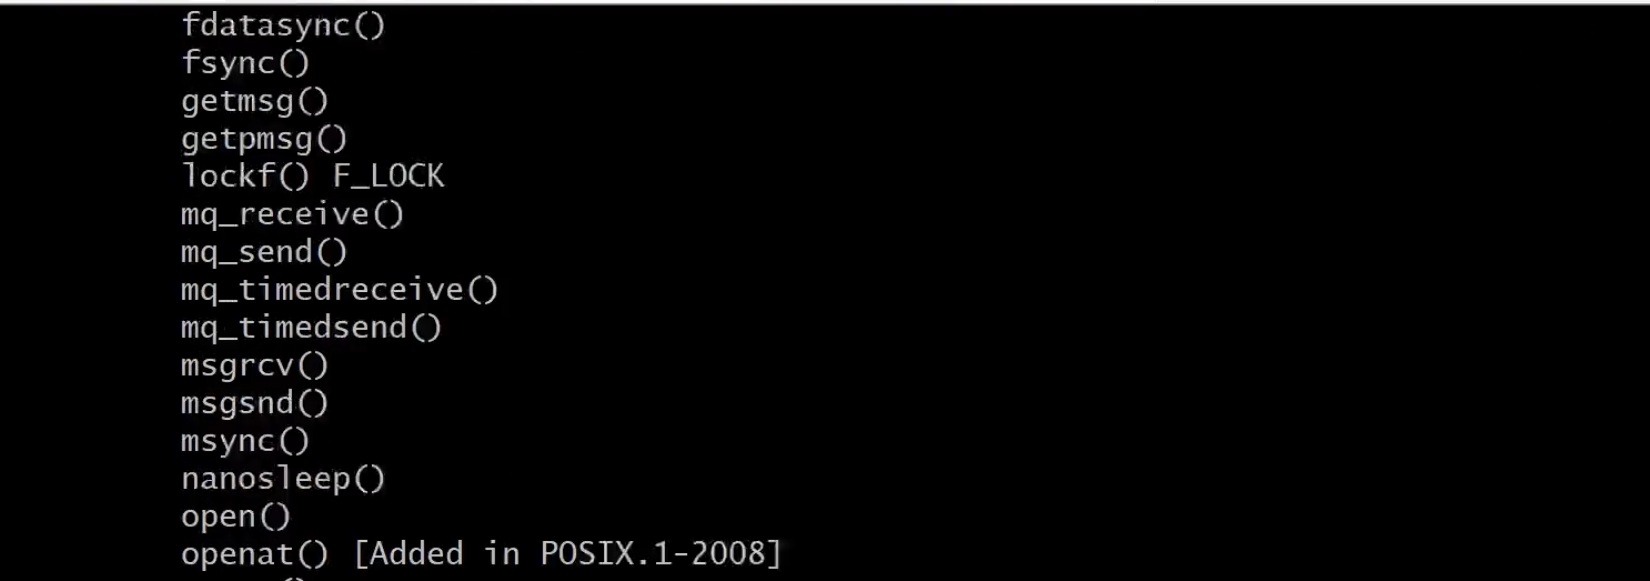 fdatasync()
fsync()
getmsg()
getpmsg()
lockf() F_LOCK
mq_receive()
mq_send()
mq_timedreceive()
mq_timedsend()
msgrcv()
msgsnd()
msync()
nanosleep()
open()
openat() [Added in POSIX.1-2008]